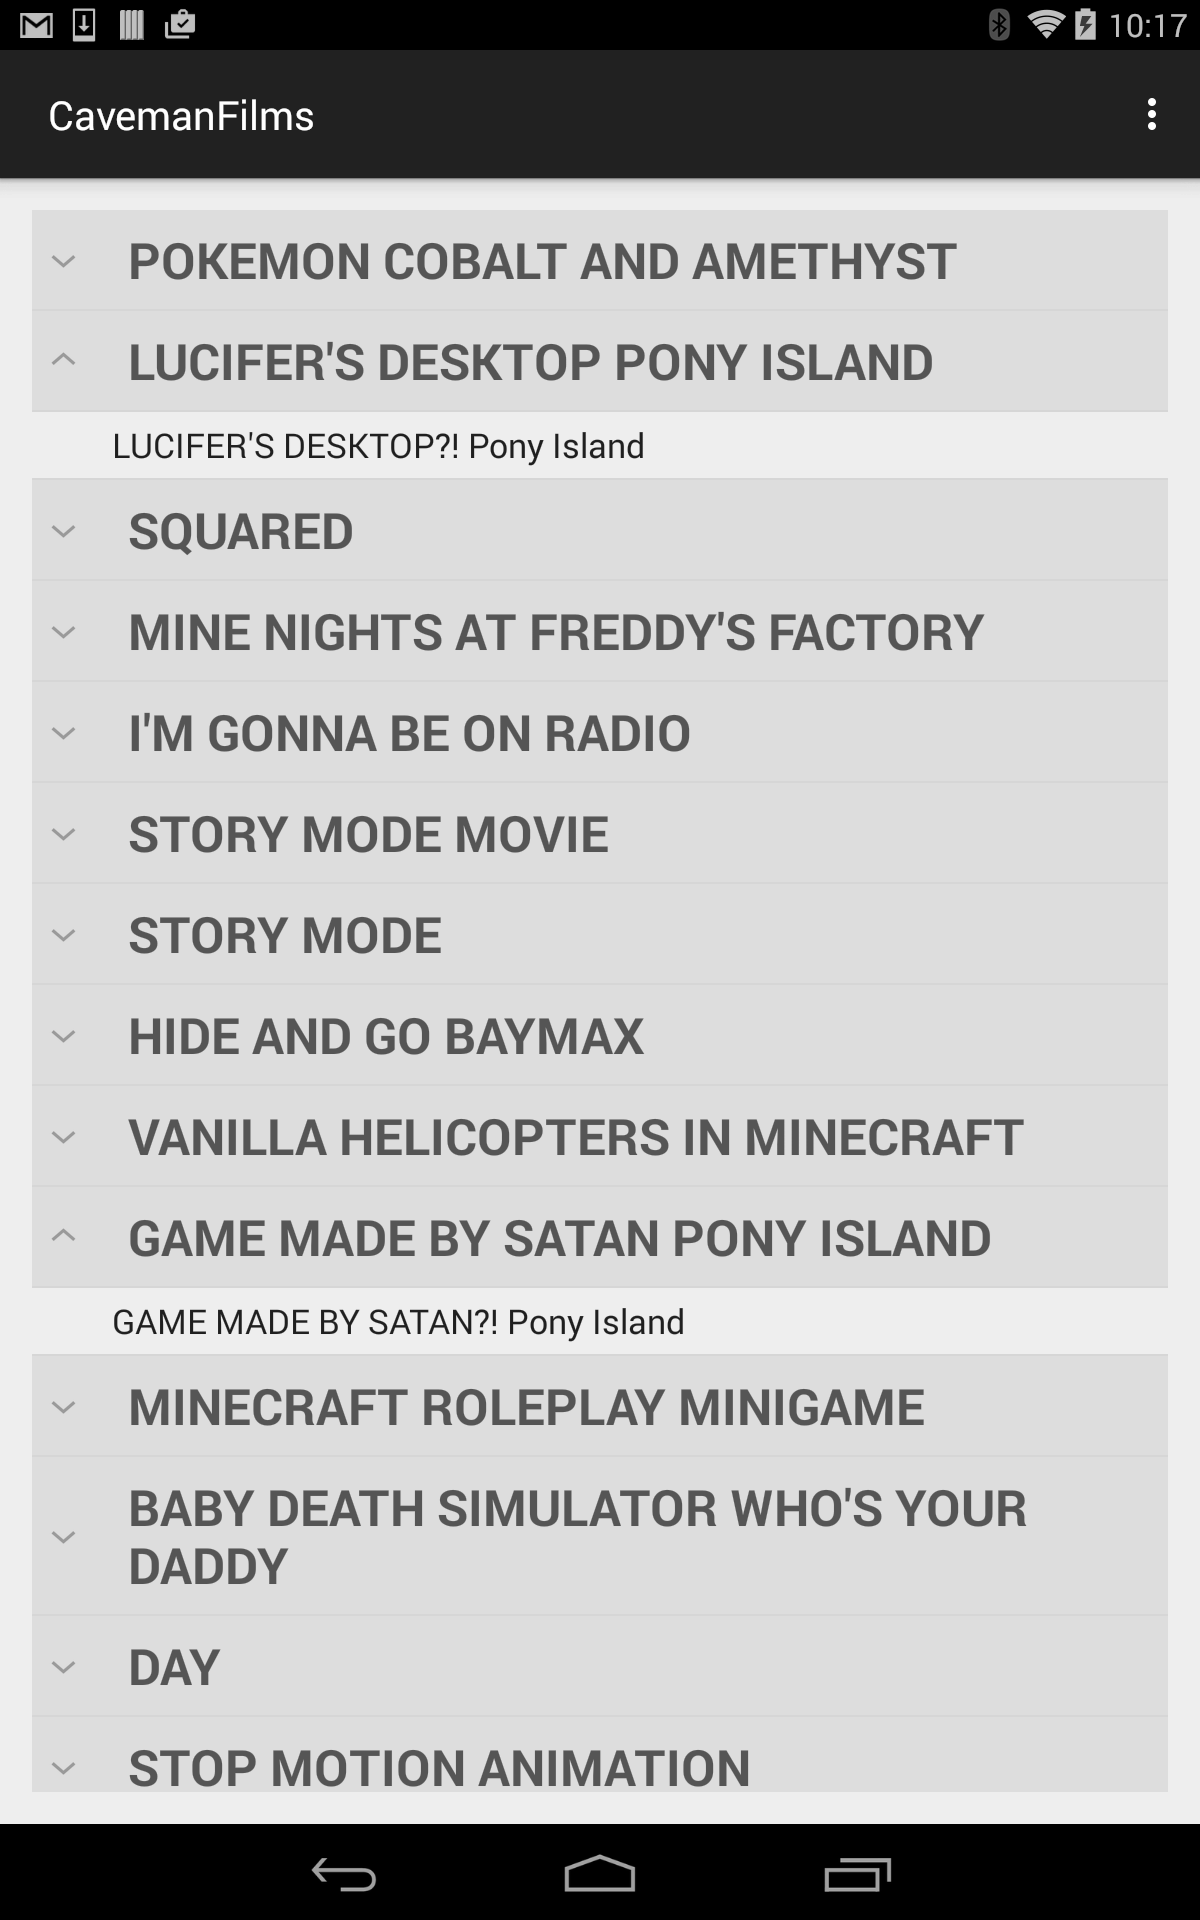 10:17
CavemanFilms
POKEMON COBALT AND AMETHYST
LUCIFER'S DESKTOP PONY ISLAND
LUCIFER'S DESKTOP?! Pony Island
SQUARED
MINE NIGHTS AT FREDDY'S FACTORY
I'M GONNA BE ON RADIO
STORY MODE MOVIE
STORY MODE
HIDE AND GO BAYMAX
VANILLA HELICOPTERS IN MINECRAFT
GAME MADE BY SATAN PONY ISLAND
GAME MADE BY SATAN?! Pony Island
MINECRAFT ROLEPLAY MINIGAME
BABY DEATH SIMULATOR WHO'S YOUR
DADDY
DAY
STOP MOTION ANIMATION